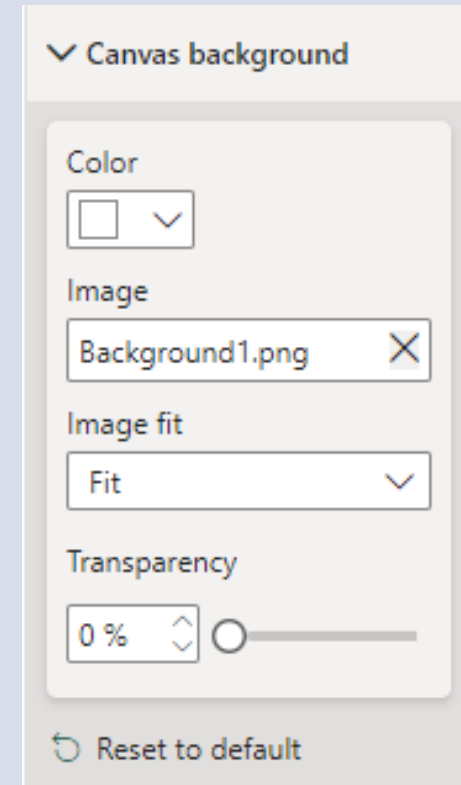 Canvas background
Color
Image
Background1.png
Image fit
Fit
Transparency
0 %
Reset to default